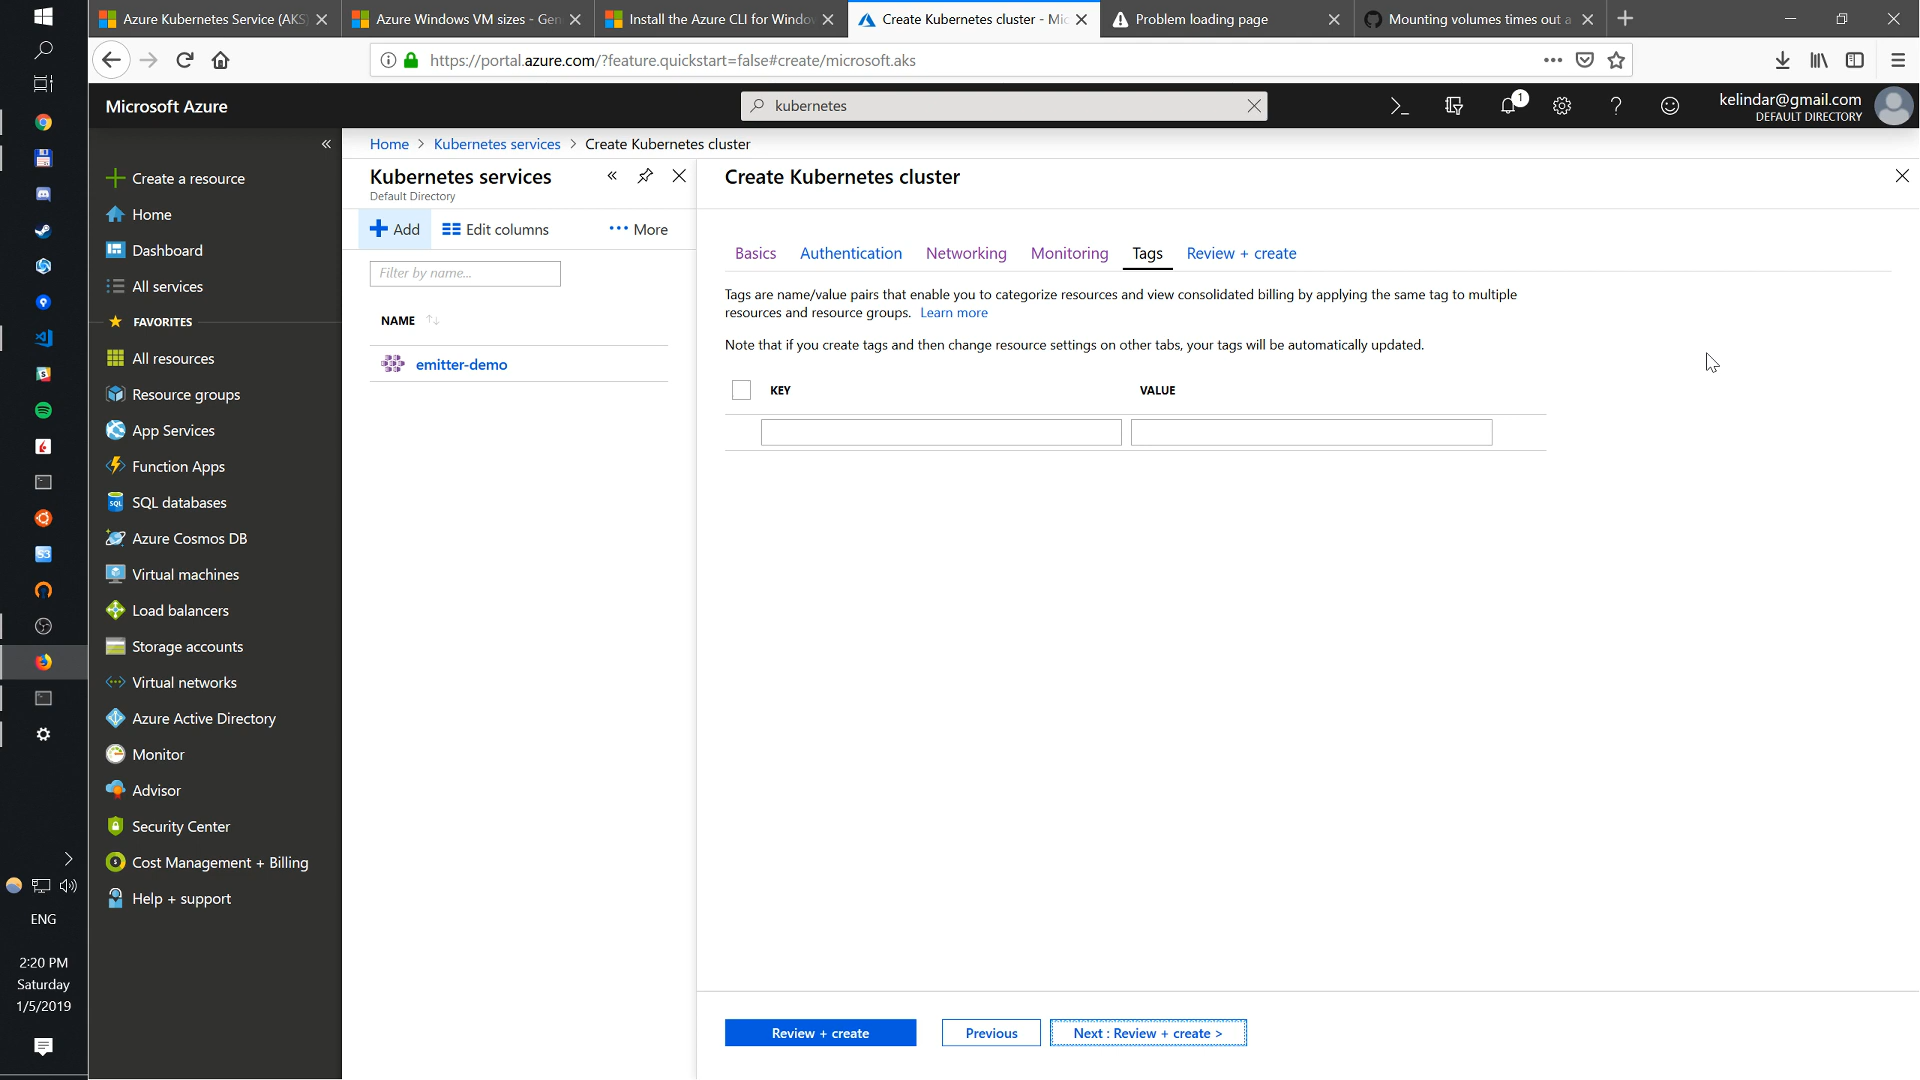 Azure Kubernetes Service (AKS
Azure Windows VM sizes - Gen
Install the Azure CLI for Windo
Create Kubernetes cluster - Mic
Problem loading page
Mounting volumes times out a
https://portal.azure.com/?feature.quickstart=false#create/microsoft.aks
Microsoft Azure
kubernetes
1
kelindar@gmail.com
DEFAULT DIRECTORY
Create a resource
Home
Dashboard
All services
FAVORITES
All resources
Resource groups
App Services
Function Apps
SQL databases
Azure Cosmos DB
Virtual machines
Load balancers
Storage accounts
Virtual networks
Azure Active Directory
Monitor
Advisor
Security Center
Cost Management + Billing
Help + support
Home > Kubernetes services > Create Kubernetes cluster
Kubernetes services
Default Directory
Add
Edit columns
More
Filter by name...
NAME
emitter-demo
Create Kubernetes cluster
Basics Authentication Networking Monitoring Tags Review + create
Tags are name/value pairs that enable you to categorize resources and view consolidated billing by applying the same tag to multiple
resources and resource groups. Learn more
Note that if you create tags and then change resource settings on other tabs, your tags will be automatically updated.
KEY VALUE
Review + create
Previous
Next : Review + create >
ENG
2:20 PM
Saturday
1/5/2019